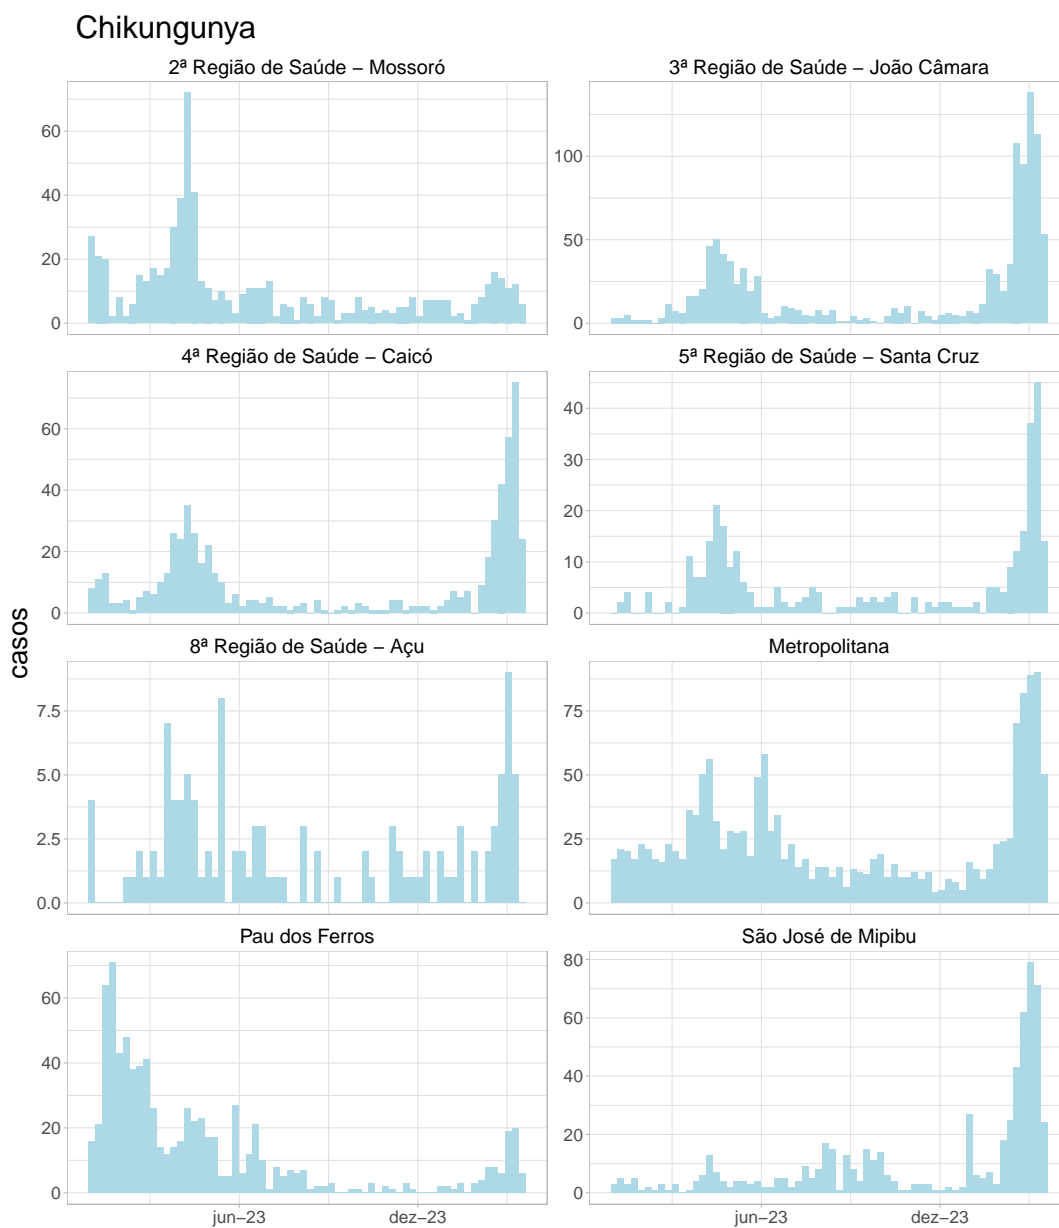 Chikungunya
2ª Região de Saúde – Mossoró
3ª Região de Saúde – João Câmara
60
40
20
0
100
50
0
4ª Região de Saúde – Caicó
5ª Região de Saúde – Santa Cruz
60
40
20
0
40
30
20
10
0
casos
8ª Região de Saúde – Açu
Metropolitana
7.5
5.0
2.5
0.0
75
50
25
0
Pau dos Ferros
São José de Mipibu
60
40
20
0
80
60
40
20
0
jun–23
dez–23
jun–23
dez–23